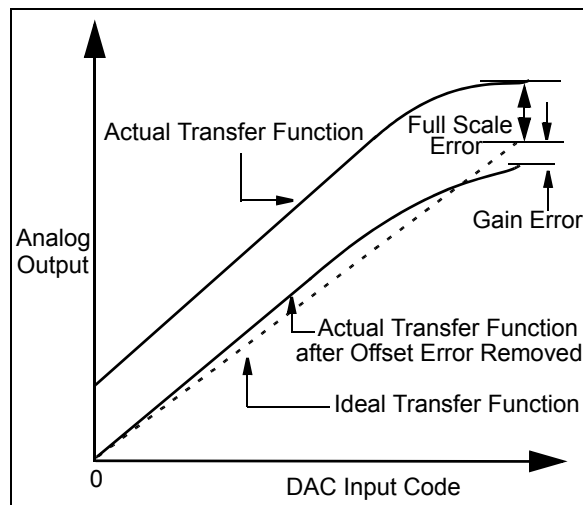 Actual Transfer Function
Full Scale
Error
Gain Error
Analog
Output
Actual Transfer Function
after Offset Error Removed
Ideal Transfer Function
0
DAC Input Code